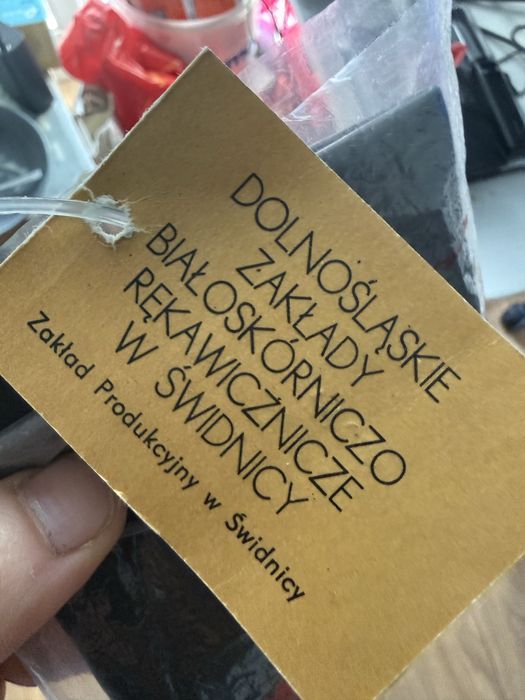 DOLNOŚLĄSKIE
ZAKŁADY
BIAŁOSKÓRNICZO
RĘKAWICZNICZE
W ŚWIDNICY
Zakład Produkcyjny w Świdnicy